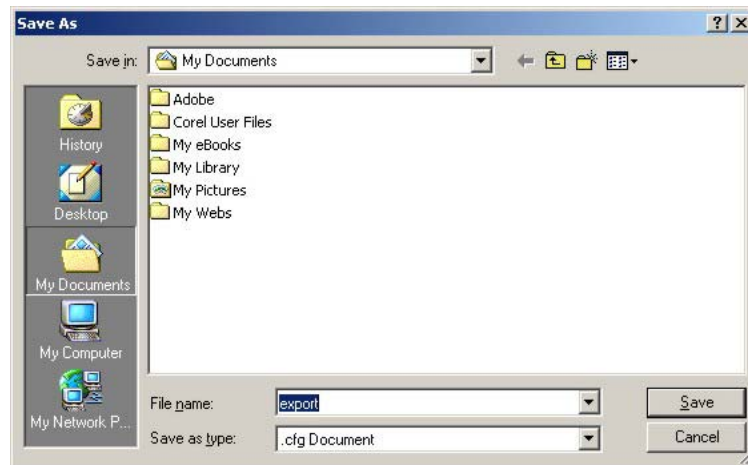 Save As
Save in: My Documents
History
Desktop
My Documents
My Computer
My Network P...
Adobe
Corel User Files
My eBooks
My Library
My Pictures
My Webs
File name: export
Save
Save as type: .cfg Document
Cancel